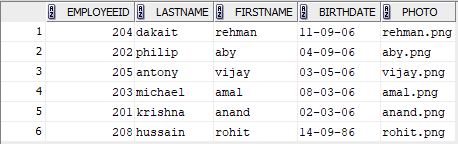 EMPLOYEEID LASTNAME FIRSTNAME BIRTHDATE PHOTO
1 204 dakait rehman 11-09-06 rehman.png
2 202 philip aby 04-09-06 aby.png
3 205 antony vijay 03-05-06 vijay.png
4 203 michael amal 08-03-06 amal.png
5 201 krishna anand 02-03-06 anand.png
6 208 hussain rohit 14-09-86 rohit.png